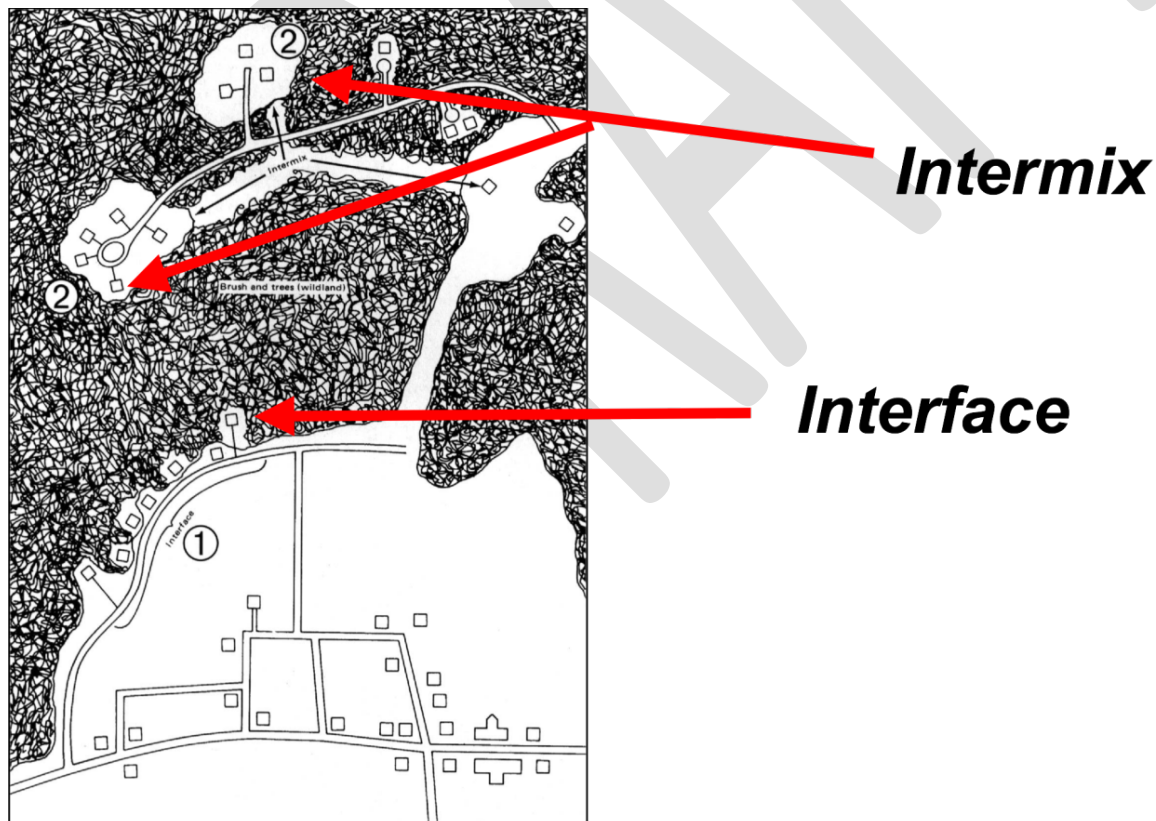 ②
Intermix
Intermix
②
Brush and trees (wildland)
Interface
Interface
①